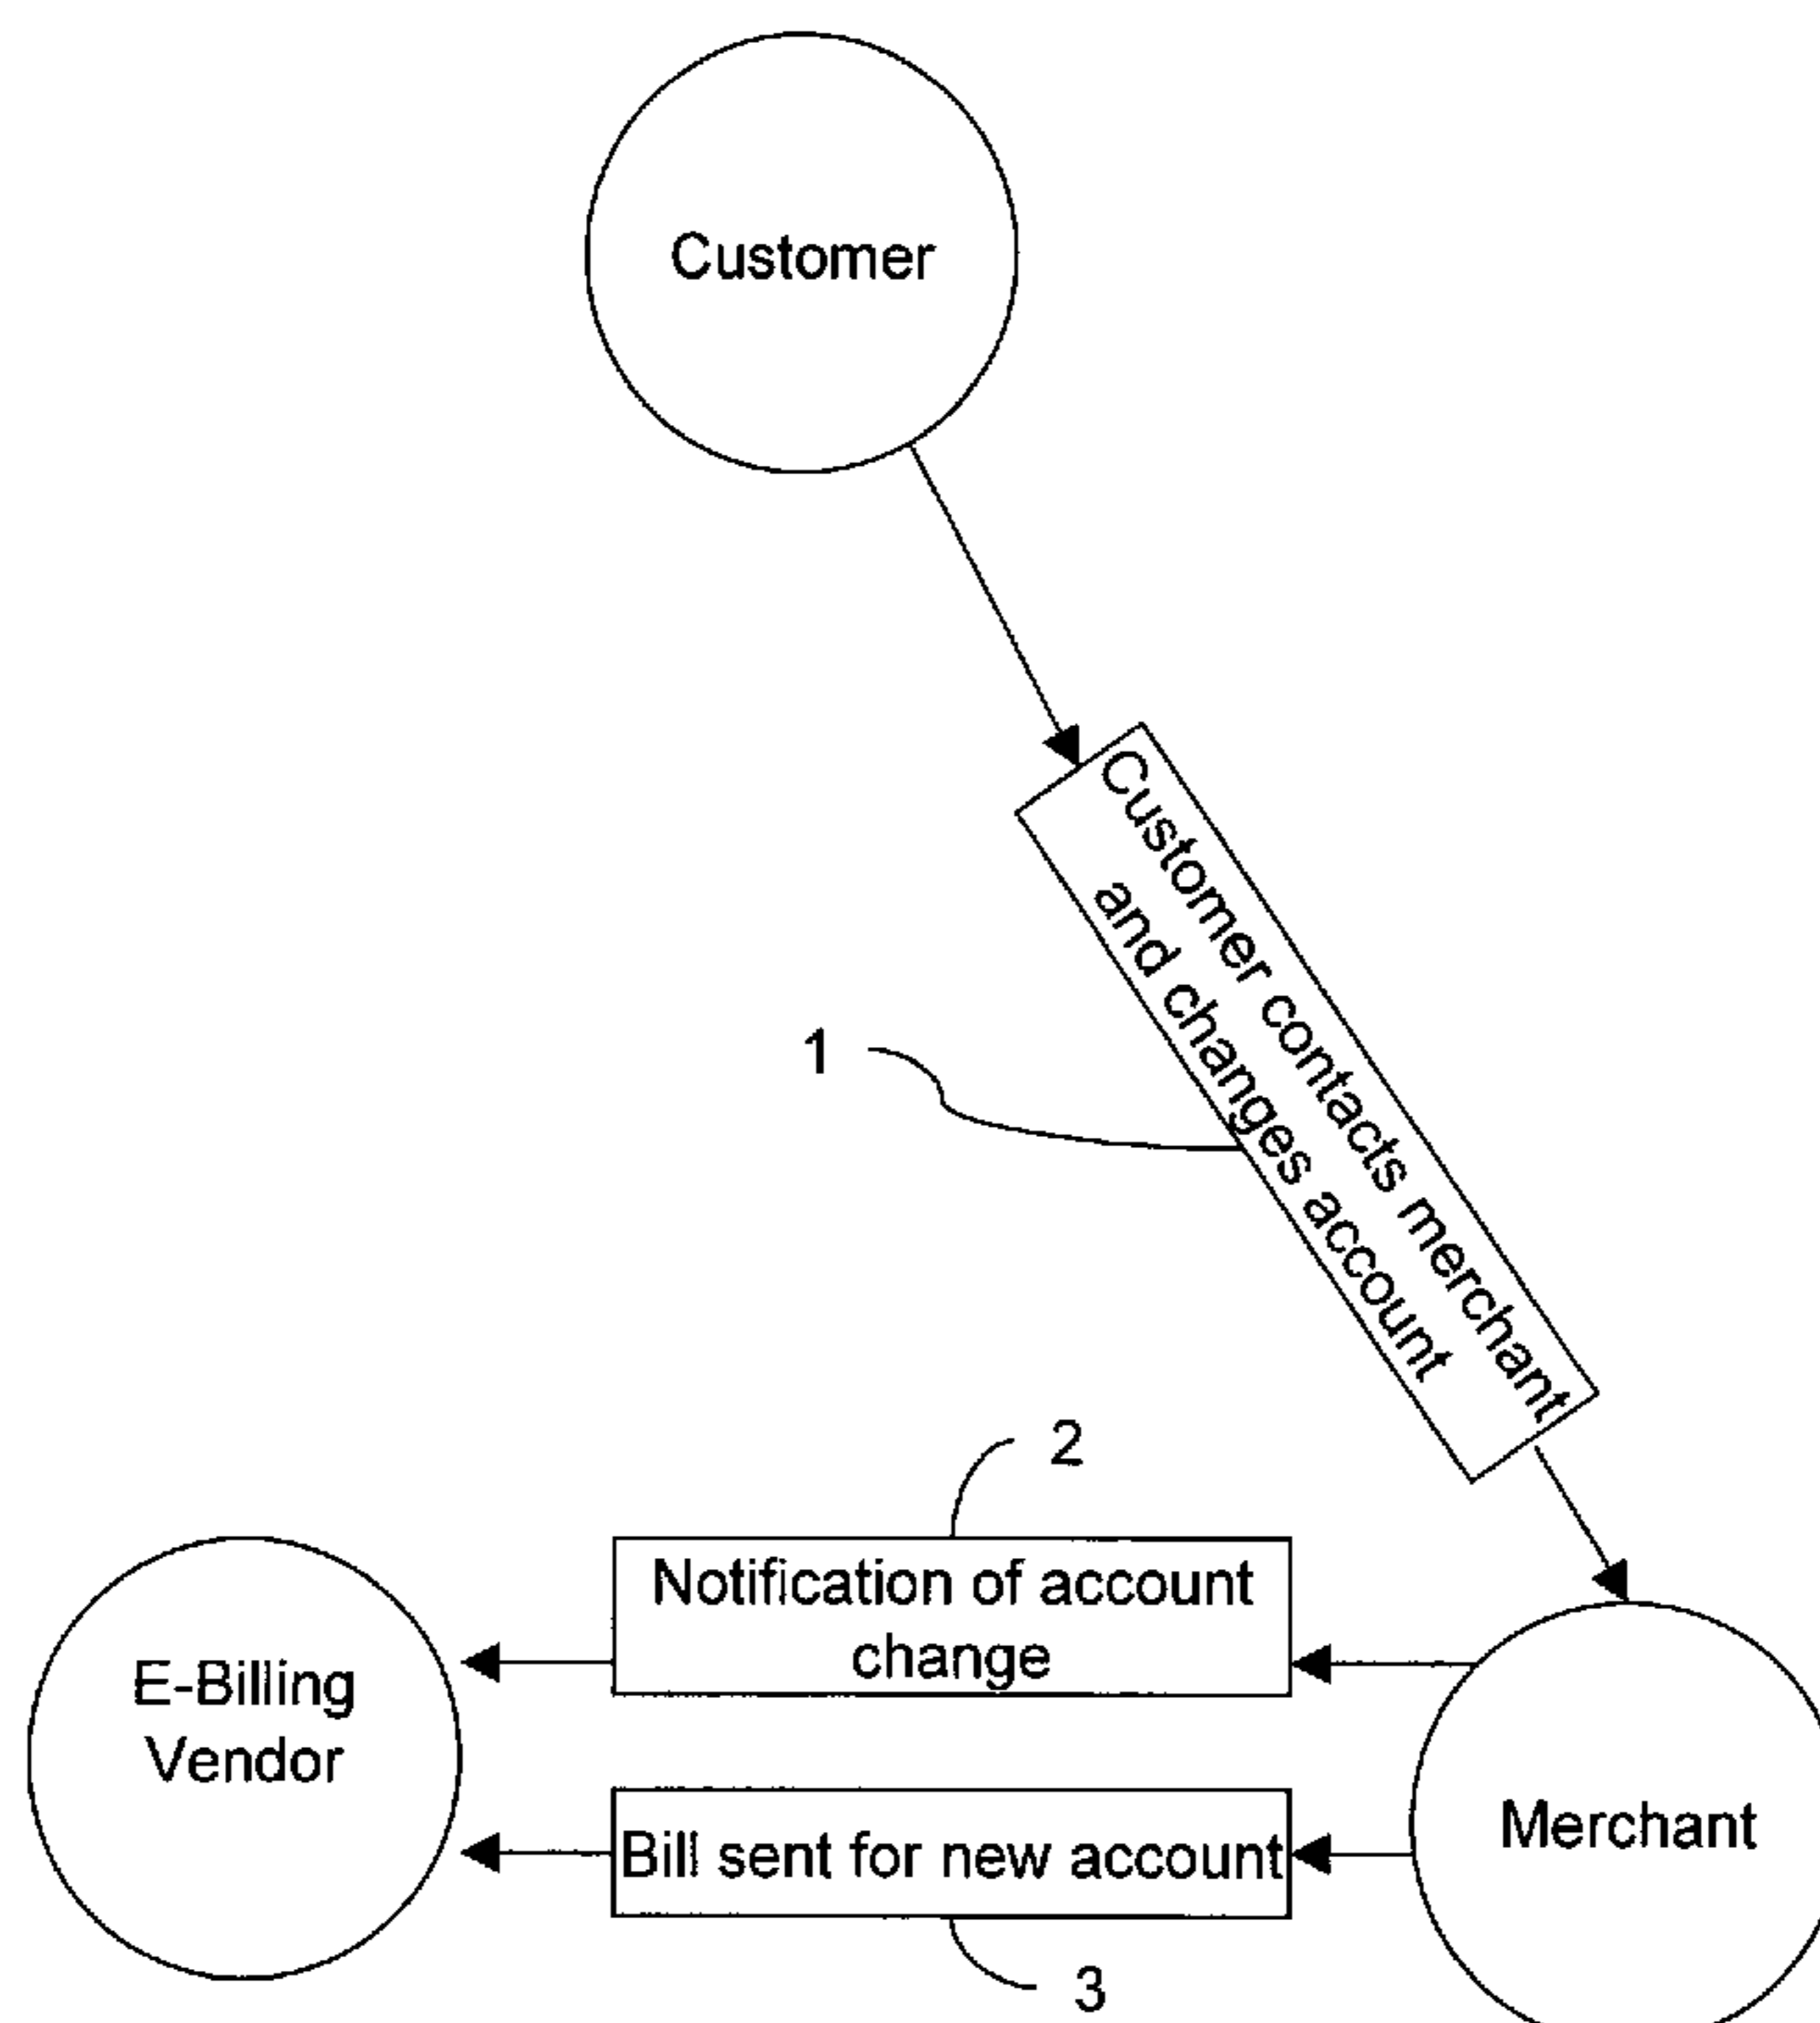 Customer
Customer contacts merchant
and changes account
1
2
Notification of account
change
E-Billing
Vendor
Bill sent for new account
Merchant
3